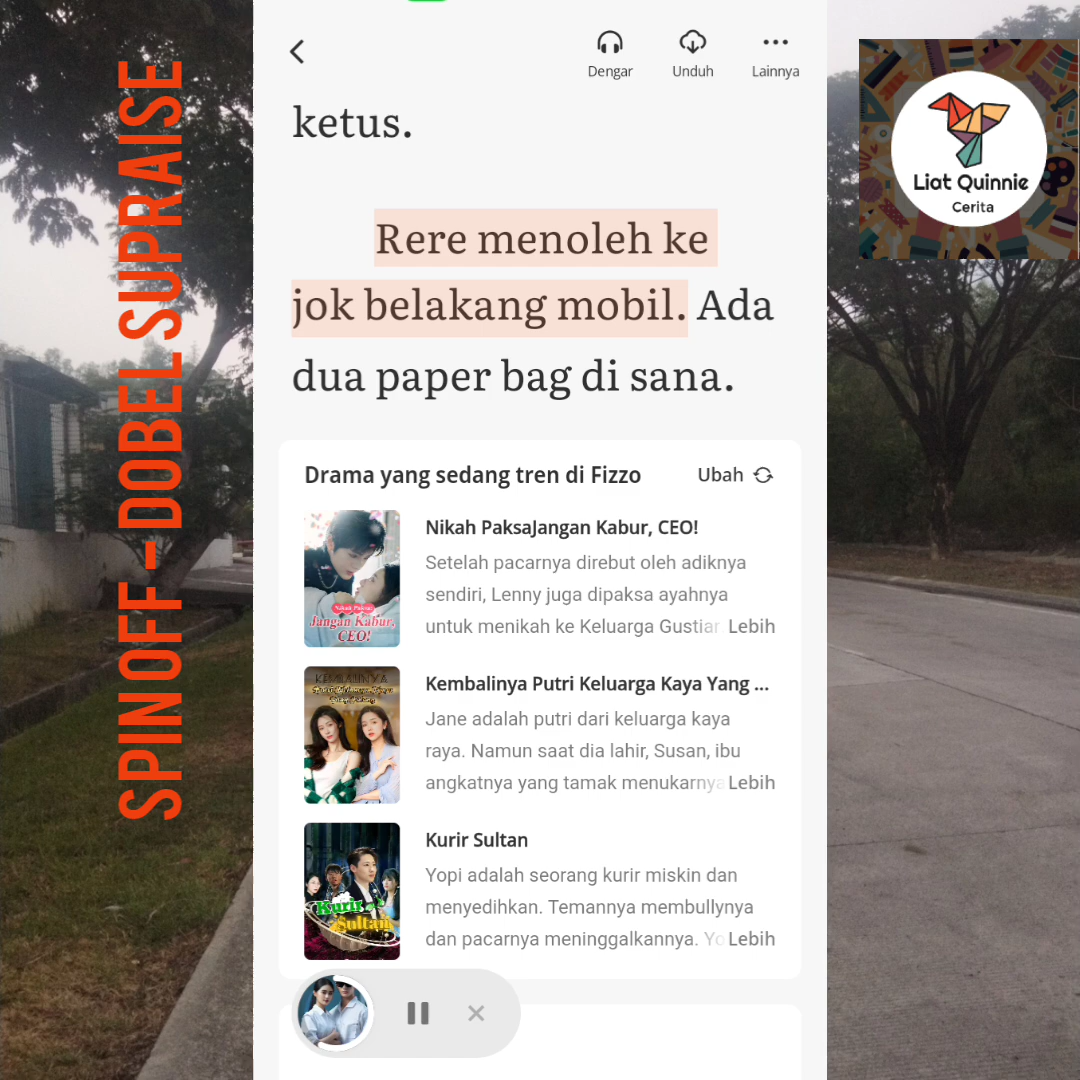 SPIN OFF - DOBEL SUPRAISE
Dengar
Unduh
Lainnya
Liat Quinnie
Cerita
ketus.
Rere menoleh ke
jok belakang mobil. Ada
dua paper bag di sana.
Drama yang sedang tren di Fizzo
Ubah
Nikah PaksaJangan Kabur, CEO!
Setelah pacarnya direbut oleh adiknya
sendiri, Lenny juga dipaksa ayahnya
untuk menikah ke Keluarga Gustiar Lebih
Nikah Paksa:
Jangan Kabur,
CEO!
Kembalinya Putri Keluarga Kaya Yang ...
Jane adalah putri dari keluarga kaya
raya. Namun saat dia lahir, Susan, ibu
angkatnya yang tamak menukarnya Lebih
Kurir Sultan
Yopi adalah seorang kurir miskin dan
menyedihkan. Temannya membullynya
dan pacarnya meninggalkannya. Yo Lebih
Kurir
Sultan